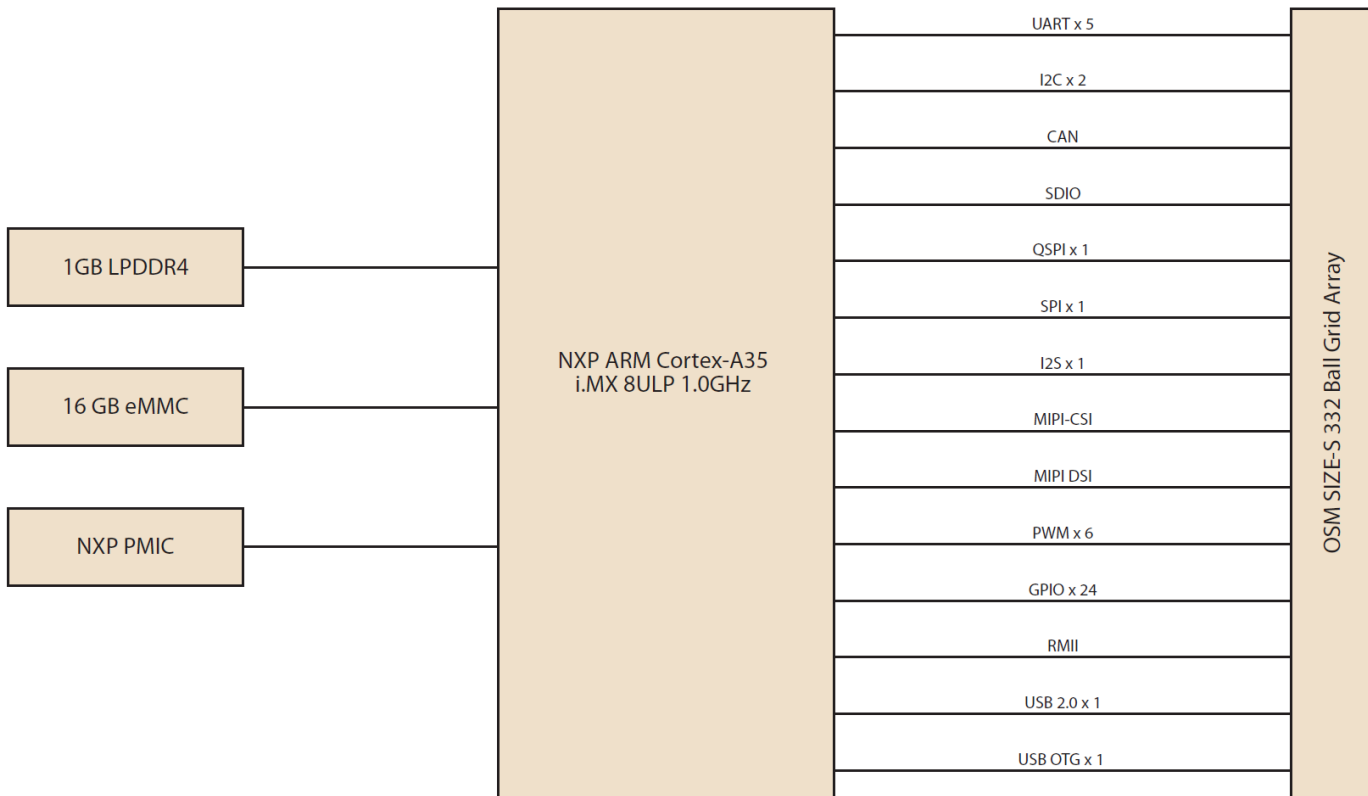 UART x 5
I2C x 2
CAN
SDIO
QSPI x 1
SPI x 1
I2S x 1
MIPI-CSI
MIPI DSI
PWM x 6
GPIO x 24
RMII
USB 2.0 x 1
USB OTG x 1
1GB LPDDR4
16 GB eMMC
NXP PMIC
NXP ARM Cortex-A35
i.MX 8ULP 1.0GHz
OSM SIZE-S 332 Ball Grid Array